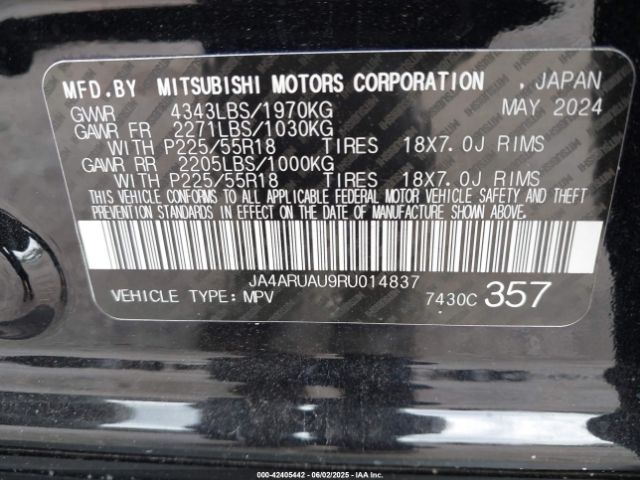 MFD.BY MITSUBISHI MOTORS CORPORATION , JAPAN
GVWR 4343LBS/1970KG MAY 2024
GAWR FR 2271LBS/1030KG
WITH P225/55R18 TIRES 18X7.0J RIMS
GAWR RR 2205LBS/1000KG
WITH P225/55R18 TIRES 18X7.0J RIMS
THIS VEHICLE CONFORMS TO ALL APPLICABLE FEDERAL MOTOR VEHICLE SAFETY AND THEFT
PREVENTION STANDARDS IN EFFECT ON THE DATE OF MANUFACTURE SHOWN ABOVE.
JA4ARUAU9RU014837
VEHICLE TYPE: MPV 7430C 357
000-42405442 - 06/02/2025 - IAAI.COM